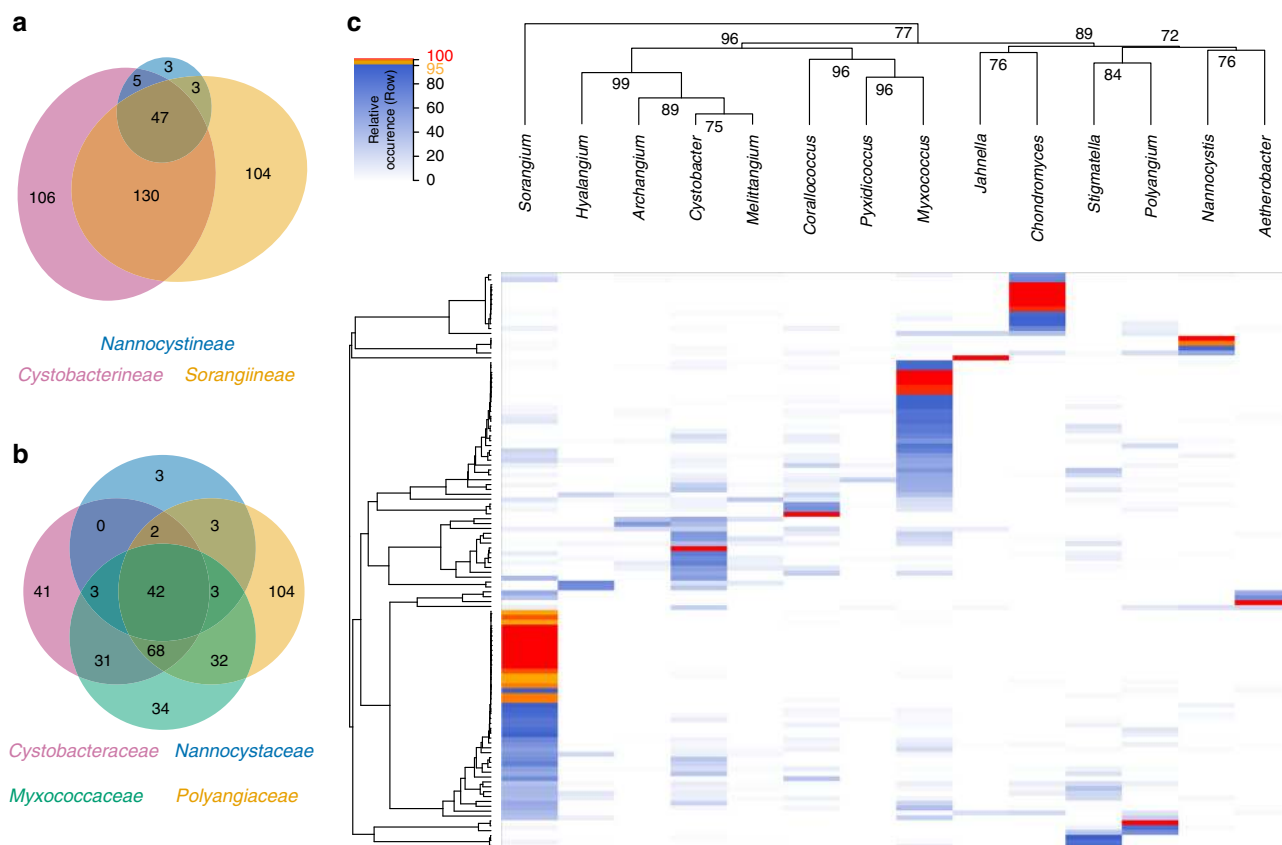 a
3
5
3
47
106
130
104
Nannocystineae
Cystobacterineae Sorangiineae
b
3
0
2
3
41
3
42
3
104
31
68
32
34
Cystobacteraceae Nannocystaceae
Myxococcaceae Polyangiaceae
c
100
95
80
60
40
20
0
Relative
occurence (Row)
77
96
89
72
99
96
76
84
76
89
96
75
Sorangium
Hyalangium
Archangium
Cystobacter
Melittangium
Corallococcus
Pyxidicoccus
Myxococcus
Jahnella
Chondromyces
Stigmatella
Polyangium
Nannocystis
Aetherobacter